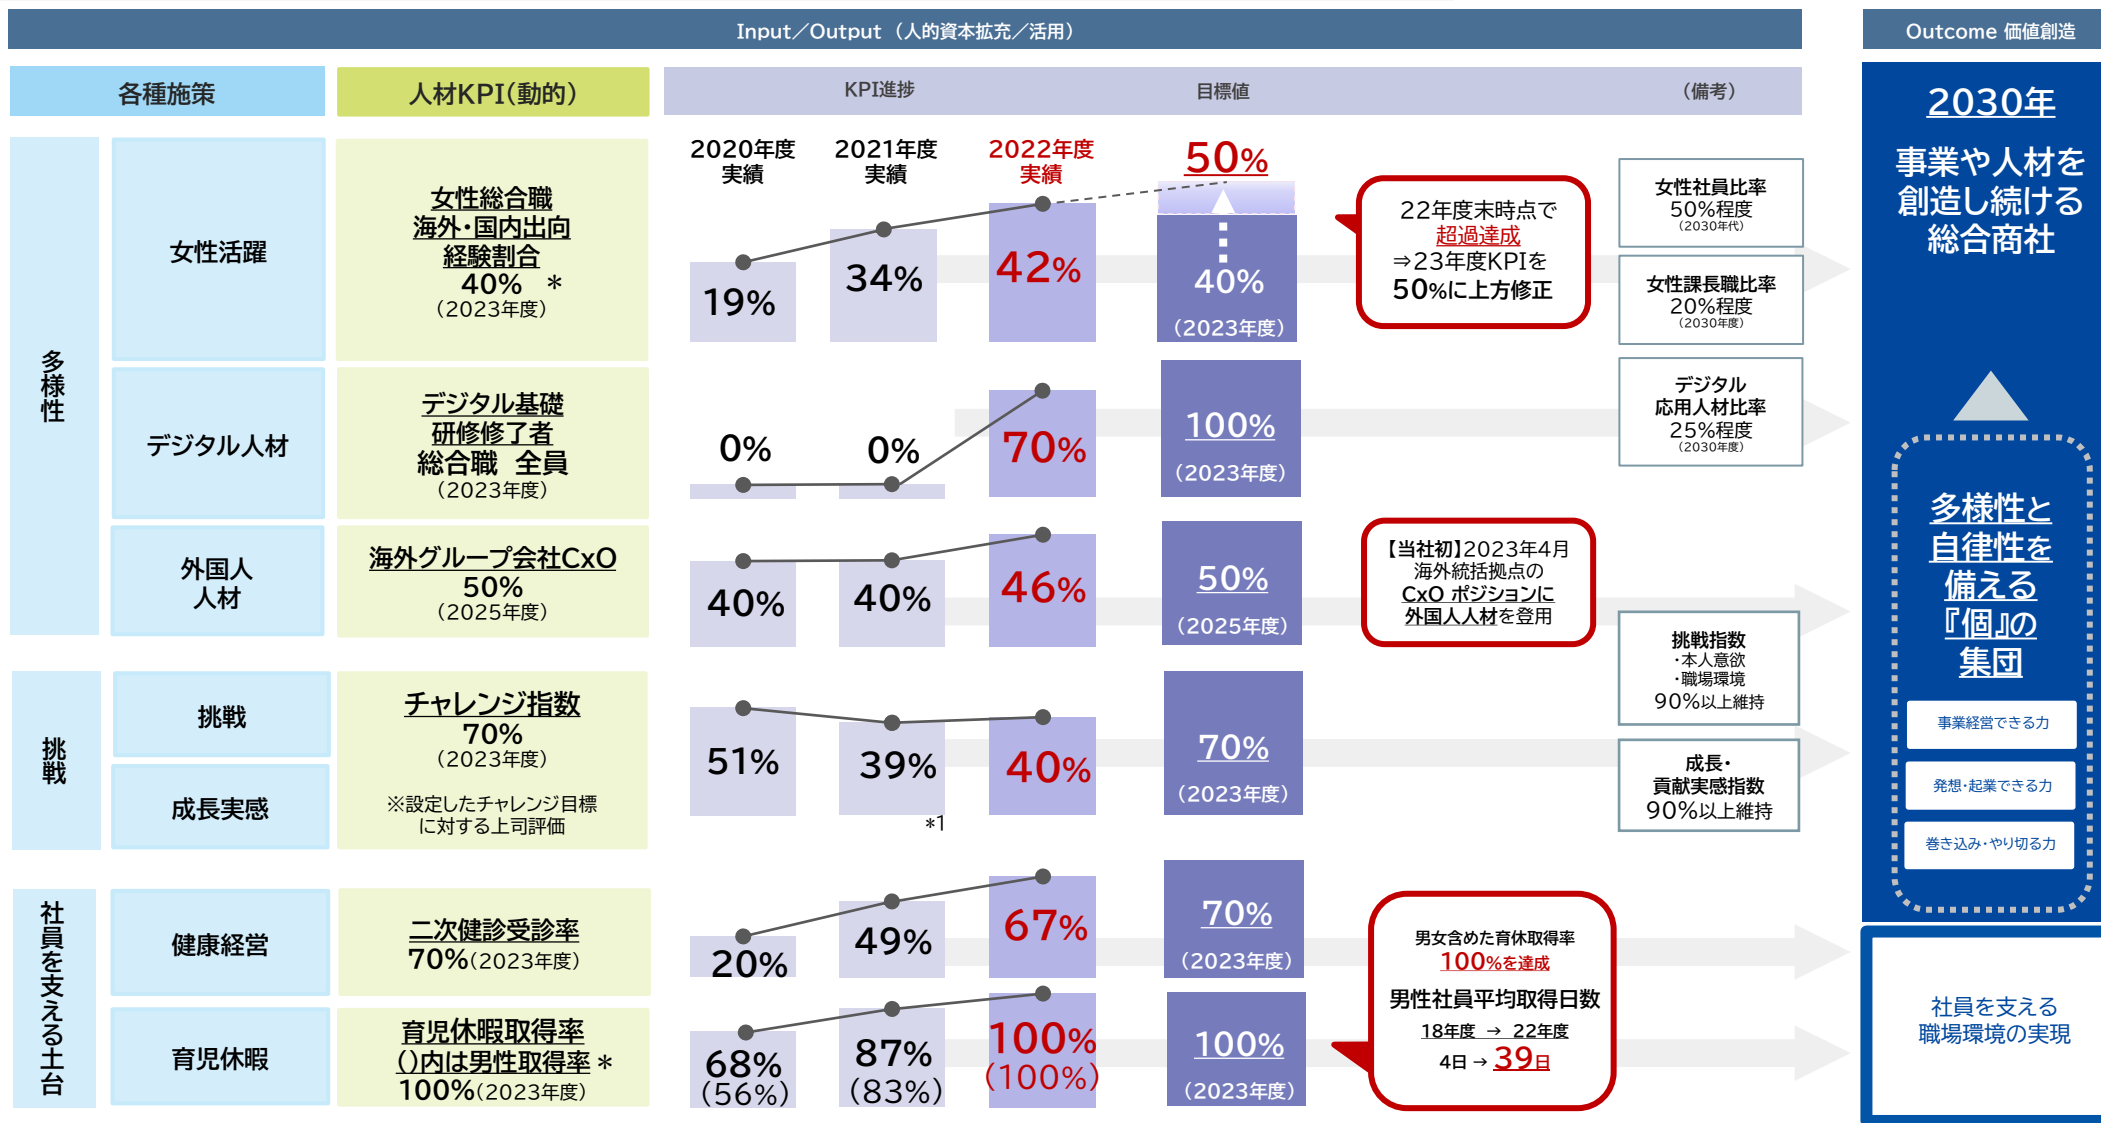 Input／Output（人的資本拡充／活用）
Outcome 価値創造
各種施策
人材KPI（動的）
KPI進捗
目標値
（備考）
2020年度
実績
2021年度
実績
2022年度
実績
多様性
女性活躍
女性総合職
海外・国内出向
経験割合
40% *
（2023年度）
19%
34%
42%
50%
40%
（2023年度）
22年度末時点で
超過達成
⇒23年度KPIを
50%に上方修正
女性社員比率
50%程度
（2030年代）
女性課長職比率
20%程度
（2030年度）
デジタル人材
デジタル基礎
研修修了者
総合職 全員
（2023年度）
0%
0%
70%
100%
（2023年度）
デジタル
応用人材比率
25%程度
（2030年度）
外国人
人材
海外グループ会社CxO
50%
（2025年度）
40%
40%
46%
50%
（2025年度）
【当社初】2023年4月
海外統括拠点の
CxO ポジションに
外国人人材を登用
挑戦
挑戦
成長実感
チャレンジ指数
70%
（2023年度）
※設定したチャレンジ目標
に対する上司評価
51%
39%
*1
40%
70%
（2023年度）
挑戦指数
・本人意欲
・職場環境
90%以上維持
成長・
貢献実感指数
90%以上維持
社員を支える土台
健康経営
二次健診受診率
70%（2023年度）
20%
49%
67%
70%
（2023年度）
育児休暇
育児休暇取得率
（）内は男性取得率 *
100%（2023年度）
68%
（56%）
87%
（83%）
100%
（100%）
100%
（2023年度）
男女含めた育休取得率
100%を達成
男性社員平均取得日数
18年度 → 22年度
4日 → 39日
2030年
事業や人材を
創造し続ける
総合商社
多様性と
自律性を
備える
『個』の
集団
事業経営できる力
発想・起業できる力
巻き込み・やり切る力
社員を支える
職場環境の実現